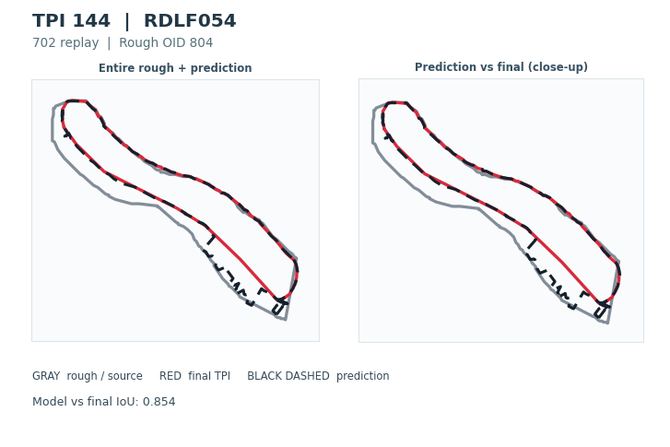 TPI 144 | RDLF054
702 replay | Rough OID 804
Entire rough + prediction
Prediction vs final (close-up)
GRAY rough / source RED final TPI BLACK DASHED prediction
Model vs final IoU: 0.854